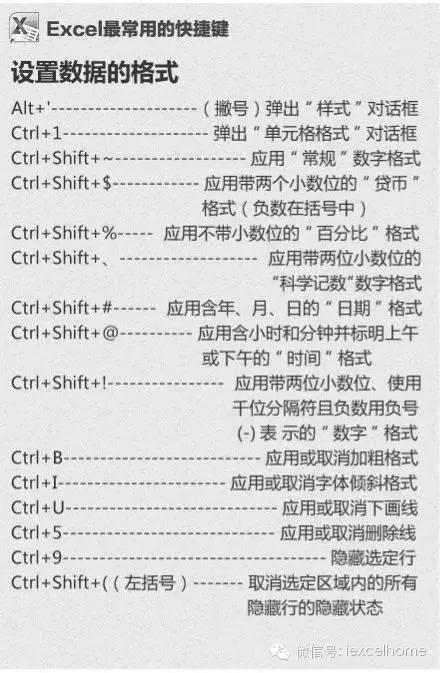 Excel最常用的快捷键
设置数据的格式
Alt+'---------------------(撇号)弹出“样式”对话框
Ctrl+1---------------------弹出“单元格格式”对话框
Ctrl+Shift+~-------------------应用“常规”数字格式
Ctrl+Shift+$------------应用带两个小数位的“贷币”
格式(负数在括号中)
Ctrl+Shift+%-----应用不带小数位的“百分比”格式
Ctrl+Shift+、--------------------应用带两位小数位的
“科学记数”数字格式
Ctrl+Shift+#------应用含年、月、日的“日期”格式
Ctrl+Shift+@----------应用含小时和分钟并标明上午
或下午的“时间”格式
Ctrl+Shift+!-----------------应用带两位小数位、使用
千位分隔符且负数用负号
(-)表 示的“数字”格式
Ctrl+B-----------------------------应用或取消加粗格式
Ctrl+I------------------------应用或取消字体倾斜格式
Ctrl+U-------------------------------应用或取消下画线
Ctrl+5-------------------------------应用或取消删除线
Ctrl+9--------------------------------------隐藏选定行
Ctrl+Shift+((左括号)-------取消选定区域内的所有
隐藏行的隐藏状态
微信号: iexcelhome